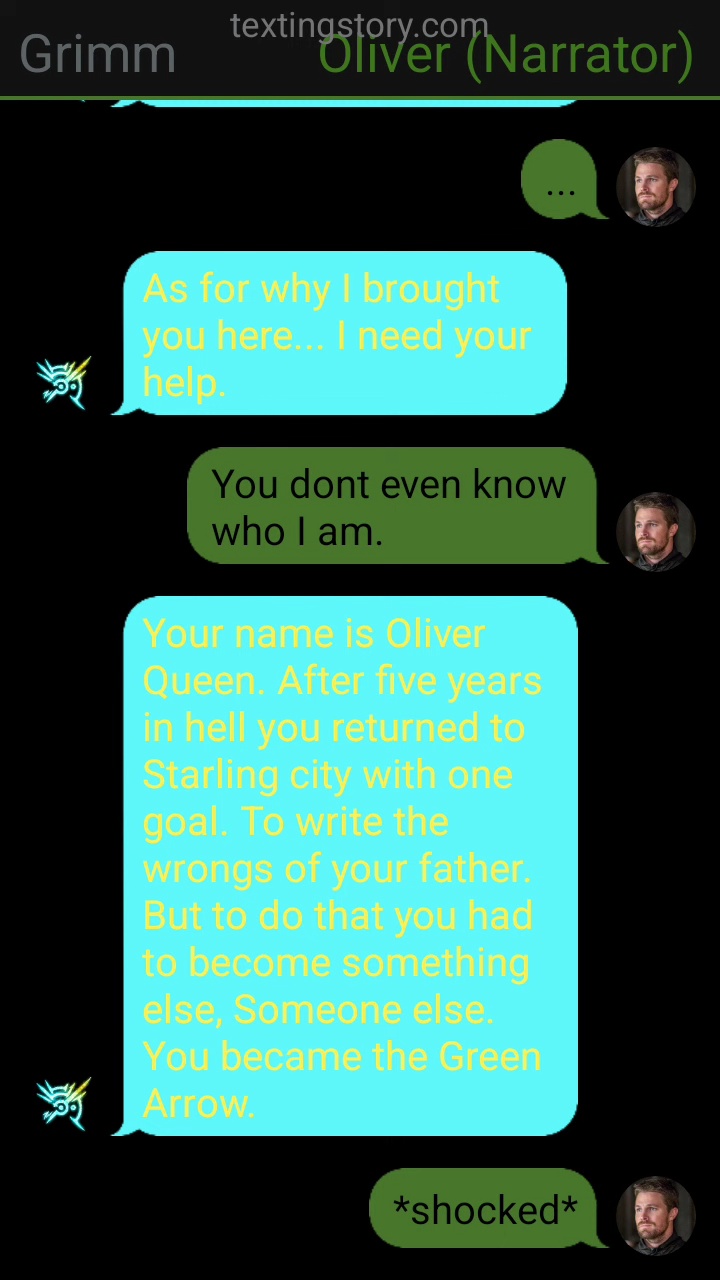 textingstory.com
Grimm
Oliver (Narrator)
...
As for why I brought
you here... I need your
help.
You dont even know
who I am.
Your name is Oliver
Queen. After five years
in hell you returned to
Starling city with one
goal. To write the
wrongs of your father.
But to do that you had
to become something
else, Someone else.
You became the Green
Arrow.
*shocked*